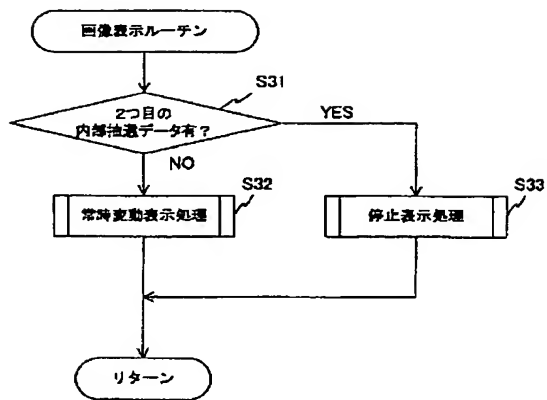 画像表示ルーチン
S31
2つ目の
内部抽選データ有？
YES
NO
S32
常時変動表示処理
S33
停止表示処理
リターン